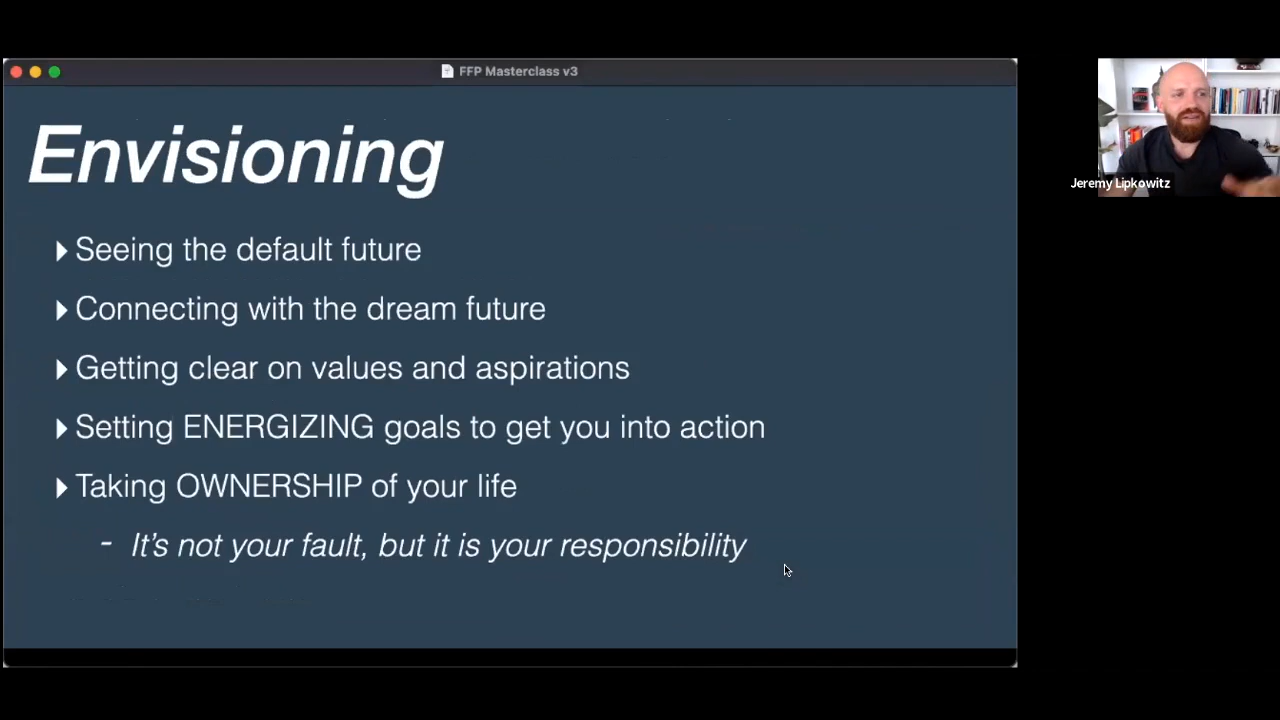 FFP Masterclass v3
Envisioning
Seeing the default future
Connecting with the dream future
Getting clear on values and aspirations
Setting ENERGIZING goals to get you into action
Taking OWNERSHIP of your life
- It's not your fault, but it is your responsibility
Jeremy Lipkowitz